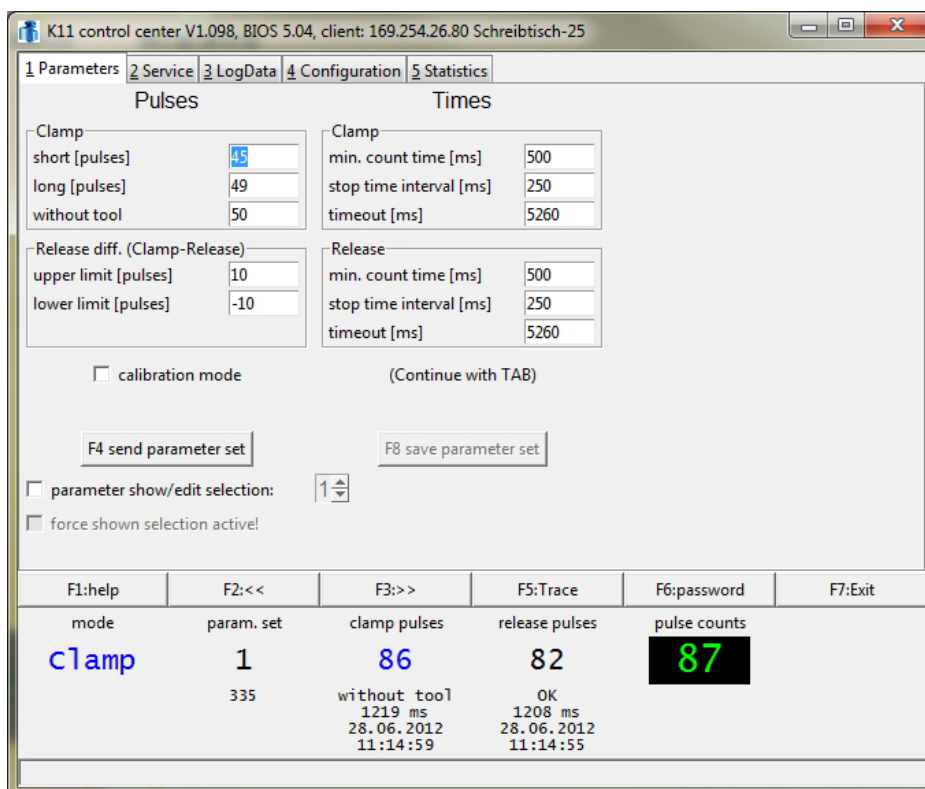 K11 control center V1.098, BIOS 5.04, client: 169.254.26.80 Schreibtisch-25
1 Parameters 2 Service 3 LogData 4 Configuration 5 Statistics
Pulses Times
Clamp Clamp
short [pulses] 45 min. count time [ms] 500
long [pulses] 49 stop time interval [ms] 250
without tool 50 timeout [ms] 5260
Release diff. (Clamp-Release) Release
upper limit [pulses] 10 min. count time [ms] 500
lower limit [pulses] -10 stop time interval [ms] 250
timeout [ms] 5260
calibration mode (Continue with TAB)
F4 send parameter set F8 save parameter set
parameter show/edit selection: 1
force shown selection active!
F1:help F2:<< F3:>> F5:Trace F6:password F7:Exit
mode param. set clamp pulses release pulses pulse counts
Clamp 1 86 82 87
335 without tool OK
1219 ms 1208 ms
28.06.2012 28.06.2012
11:14:59 11:14:55